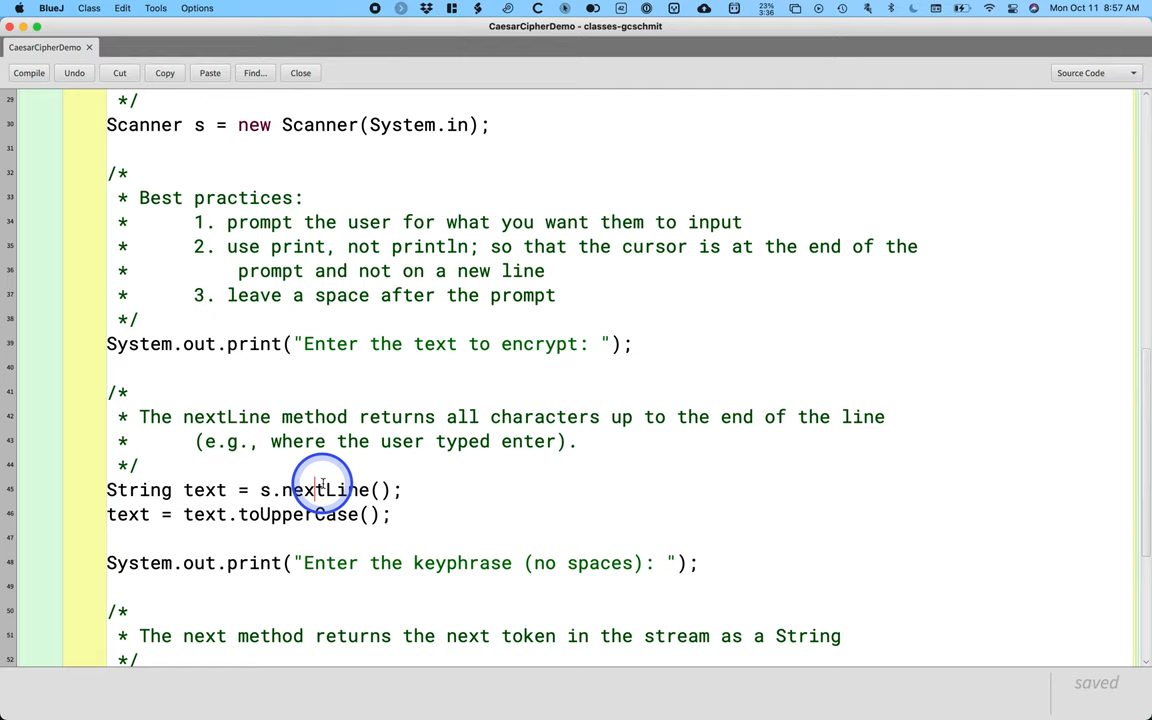 BlueJ Class Edit Tools Options 42 23% 3:36 Mon Oct 11 8:57 AM
CaesarCipherDemo - classes-gcschmit
CaesarCipherDemo ×
Compile Undo Cut Copy Paste Find... Close Source Code
29 */
30 Scanner s = new Scanner(System.in);
31
32 /*
33 * Best practices:
34 * 1. prompt the user for what you want them to input
35 * 2. use print, not println; so that the cursor is at the end of the
36 * prompt and not on a new line
37 * 3. leave a space after the prompt
38 */
39 System.out.print("Enter the text to encrypt: ");
40
41 /*
42 * The nextLine method returns all characters up to the end of the line
43 * (e.g., where the user typed enter).
44 */
45 String text = s.nextLine();
46 text = text.toUpperCase();
47
48 System.out.print("Enter the keyphrase (no spaces): ");
49
50 /*
51 * The next method returns the next token in the stream as a String
52 */
saved